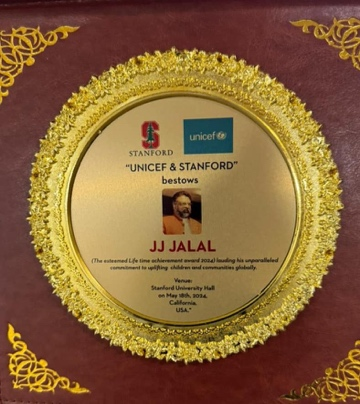 S
STANFORD
unicef
"UNICEF & STANFORD"
bestows
JJ JALAL
(The esteemed Life time achievement award 2024) lauding his unparalleled
commitment to uplifting children and communities globally.
Venue:
Stanford University Hall
on May 18th, 2024,
California,
USA."